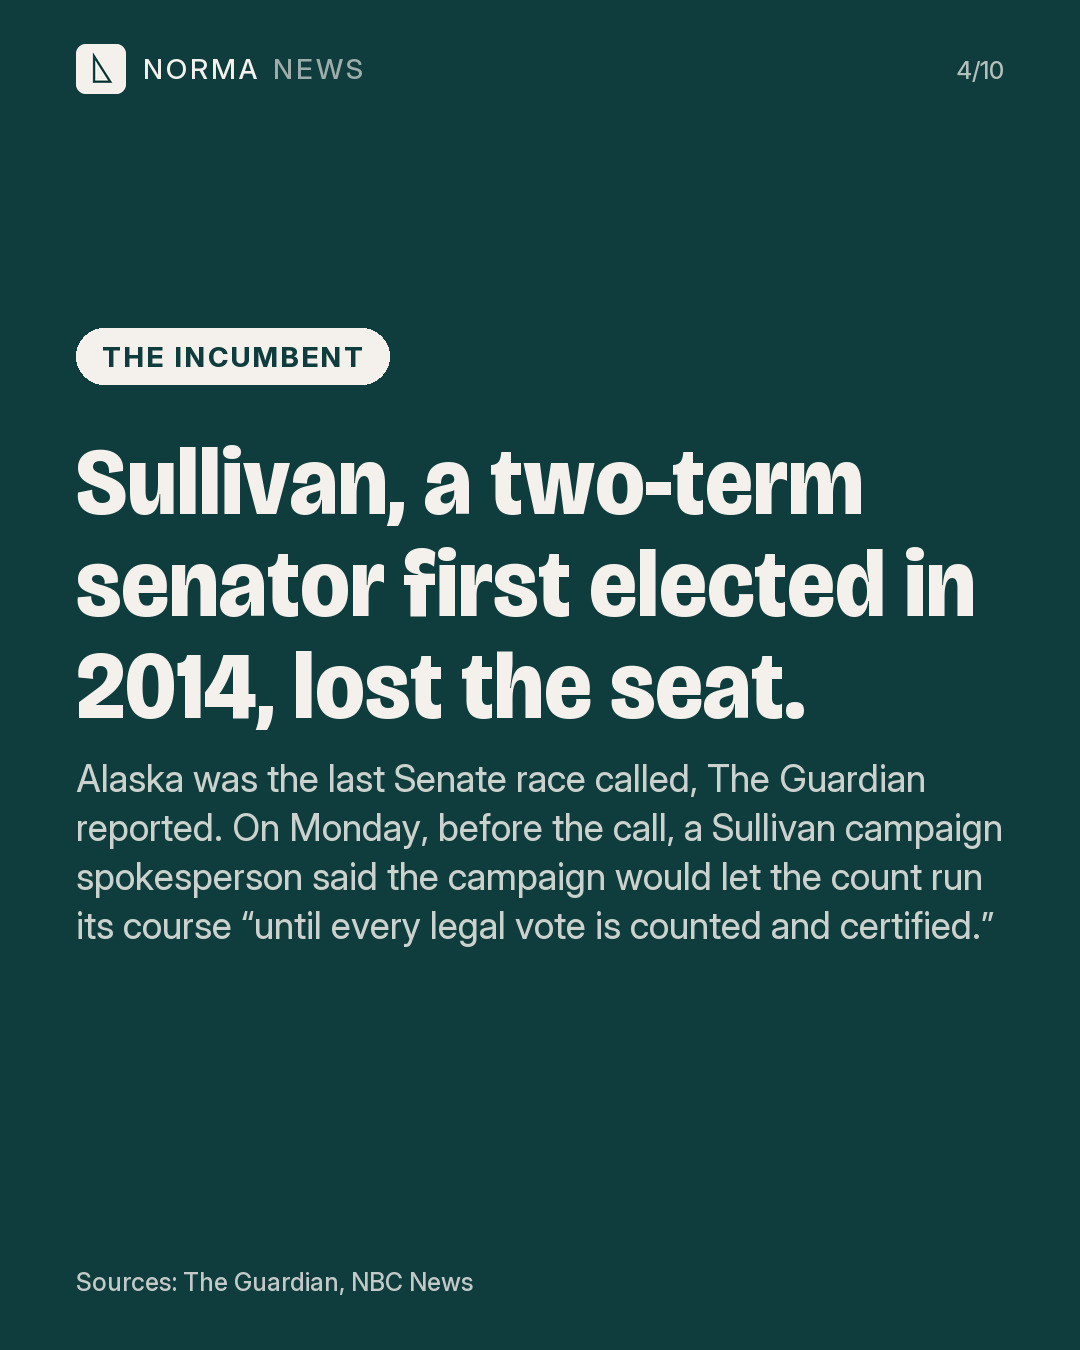 NORMA NEWS
4/10
THE INCUMBENT
Sullivan, a two-term
senator first elected in
2014, lost the seat.
Alaska was the last Senate race called, The Guardian
reported. On Monday, before the call, a Sullivan campaign
spokesperson said the campaign would let the count run
its course “until every legal vote is counted and certified.”
Sources: The Guardian, NBC News